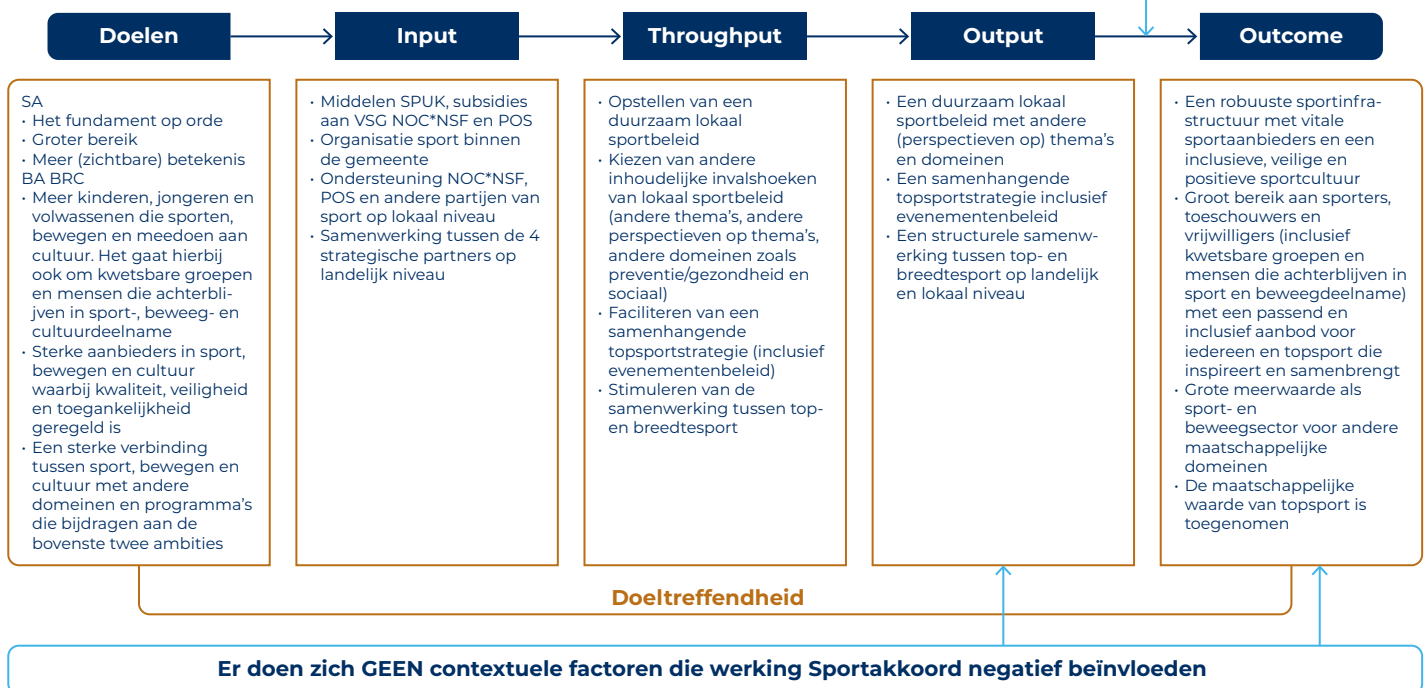 Doelen
Input
Throughput
Output
Outcome
SA
· Het fundament op orde
· Groter bereik
· Meer (zichtbare) betekenis
BA BRC
· Meer kinderen, jongeren en
volwassenen die sporten,
bewegen en meedoen aan
cultuur. Het gaat hierbij
ook om kwetsbare groepen
en mensen die achterbli-
jven in sport-, beweeg- en
cultuurdeelname
· Sterke aanbieders in sport,
bewegen en cultuur
waarbij kwaliteit, veiligheid
en toegankelijkheid
geregeld is
· Een sterke verbinding
tussen sport, bewegen en
cultuur met andere
domeinen en programma's
die bijdragen aan de
bovenste twee ambities
· Middelen SPUK, subsidies
aan VSG NOC*NSF en POS
· Organisatie sport binnen
de gemeente
· Ondersteuning NOC*NSF,
POS en andere partijen van
sport op lokaal niveau
· Samenwerking tussen de 4
strategische partners op
landelijk niveau
· Opstellen van een
duurzaam lokaal
sportbeleid
· Kiezen van andere
inhoudelijke invalshoeken
van lokaal sportbeleid
(andere thema's, andere
perspectieven op thema's,
andere domeinen zoals
preventie/gezondheid en
sociaal)
· Faciliteren van een
samenhangende
topsportstrategie (inclusief
evenementenbeleid)
· Stimuleren van de
samenwerking tussen top-
en breedtesport
· Een duurzaam lokaal
sportbeleid met andere
(perspectieven op) thema's
en domeinen
· Een samenhangende
topsportstrategie inclusief
evenementenbeleid
· Een structurele samenw-
erking tussen top- en
breedtesport op landelijk
en lokaal niveau
· Een robuuste sportinfra-
structuur met vitale
sportaanbieders en een
inclusieve, veilige en
positieve sportcultuur
· Groot bereik aan sporters,
toeschouwers en
vrijwilligers (inclusief
kwetsbare groepen en
mensen die achterblijven in
sport en beweegdeelname)
met een passend en
inclusief aanbod voor
iedereen en topsport die
inspireert en samenbrengt
· Grote meerwaarde als
sport- en
beweegsector voor andere
maatschappelijke
domeinen
· De maatschappelijke
waarde van topsport is
toegenomen
Doeltreffendheid
Er doen zich GEEN contextuele factoren die werking Sportakkoord negatief beïnvloeden